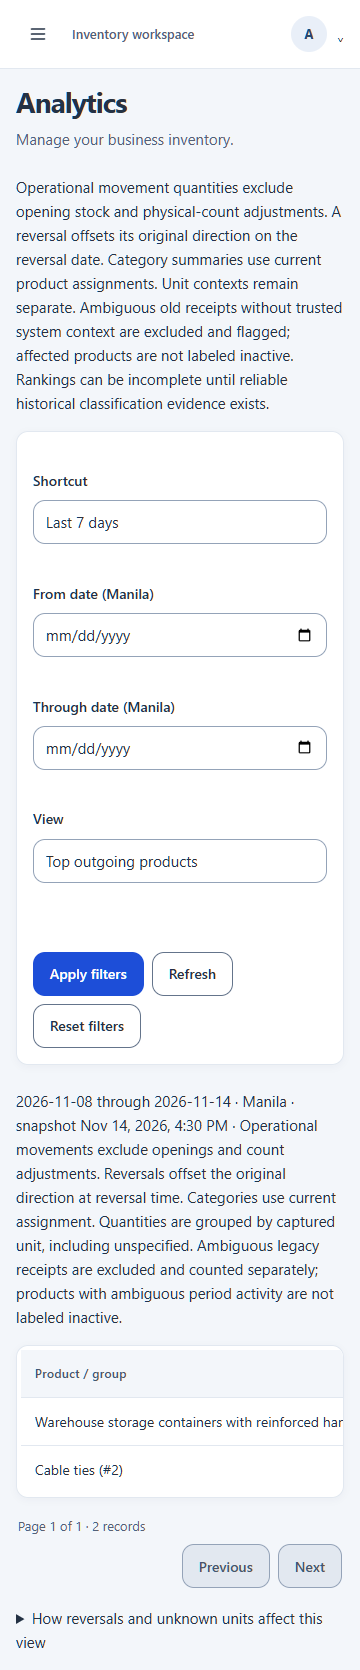 Inventory workspace
A
Analytics
Manage your business inventory.
Operational movement quantities exclude
opening stock and physical-count adjustments. A
reversal offsets its original direction on the
reversal date. Category summaries use current
product assignments. Unit contexts remain
separate. Ambiguous old receipts without trusted
system context are excluded and flagged;
affected products are not labeled inactive.
Rankings can be incomplete until reliable
historical classification evidence exists.
Shortcut
Last 7 days
From date (Manila)
mm/dd/yyyy
Through date (Manila)
mm/dd/yyyy
View
Top outgoing products
Apply filters
Refresh
Reset filters
2026-11-08 through 2026-11-14 · Manila ·
snapshot Nov 14, 2026, 4:30 PM · Operational
movements exclude openings and count
adjustments. Reversals offset the original
direction at reversal time. Categories use current
assignment. Quantities are grouped by captured
unit, including unspecified. Ambiguous legacy
receipts are excluded and counted separately;
products with ambiguous period activity are not
labeled inactive.
Product / group
Warehouse storage containers with reinforced
Cable ties (#2)
Page 1 of 1 · 2 records
Previous
Next
How reversals and unknown units affect this
view